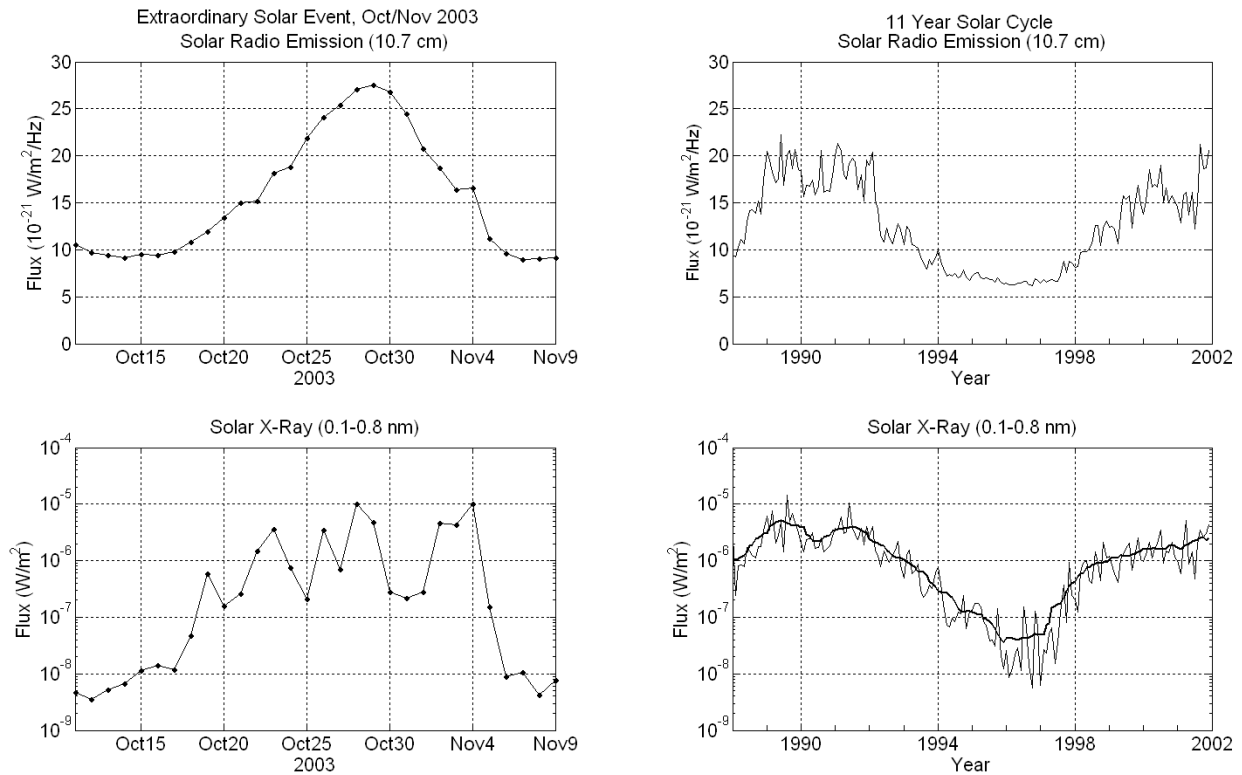 Extraordinary Solar Event, Oct/Nov 2003
Solar Radio Emission (10.7 cm)
30
25
20
15
10
5
0
Flux (10⁻²¹ W/m²/Hz)
Oct15
Oct20
Oct25
Oct30
Nov4
Nov9
2003
11 Year Solar Cycle
Solar Radio Emission (10.7 cm)
30
25
20
15
10
5
0
Flux (10⁻²¹ W/m²/Hz)
1990
1994
1998
2002
Year
Solar X-Ray (0.1-0.8 nm)
10⁻⁴
10⁻⁵
10⁻⁶
10⁻⁷
10⁻⁸
10⁻⁹
Flux (W/m²)
Oct15
Oct20
Oct25
Oct30
Nov4
Nov9
2003
Solar X-Ray (0.1-0.8 nm)
10⁻⁴
10⁻⁵
10⁻⁶
10⁻⁷
10⁻⁸
10⁻⁹
Flux (W/m²)
1990
1994
1998
2002
Year